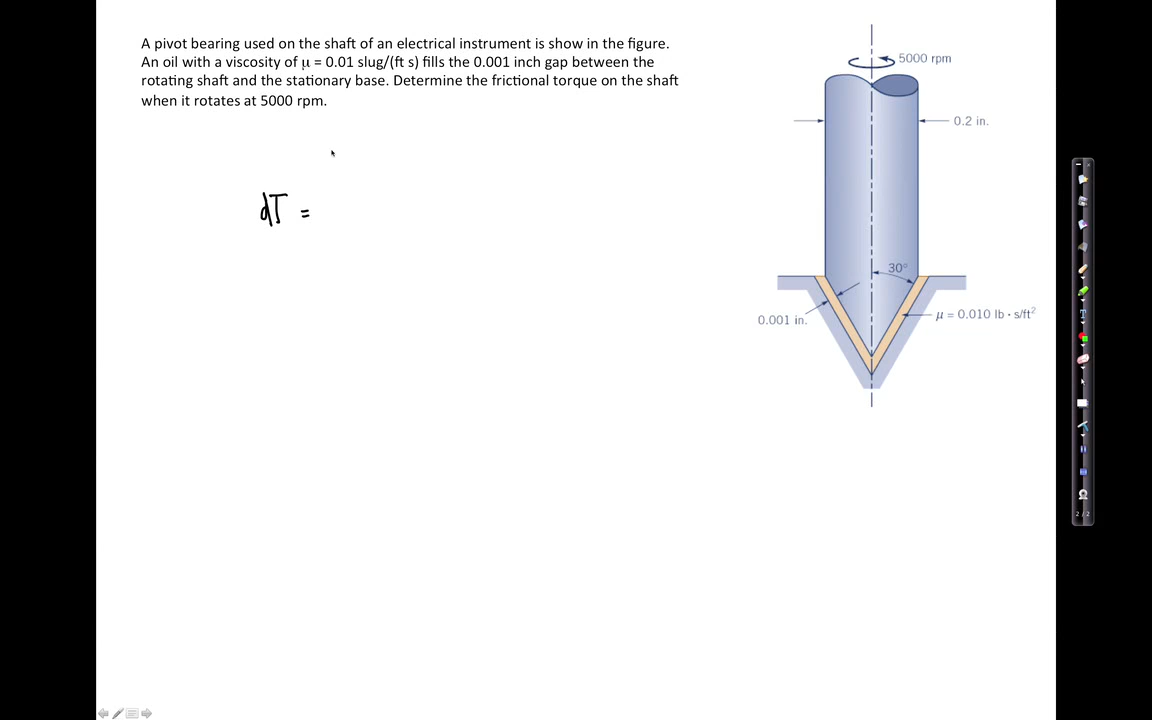 A pivot bearing used on the shaft of an electrical instrument is show in the figure.
An oil with a viscosity of μ = 0.01 slug/(ft s) fills the 0.001 inch gap between the
rotating shaft and the stationary base. Determine the frictional torque on the shaft
when it rotates at 5000 rpm.
dT =
5000 rpm
0.2 in.
30°
0.001 in.
μ = 0.010 lb · s/ft²
T
2 / 2